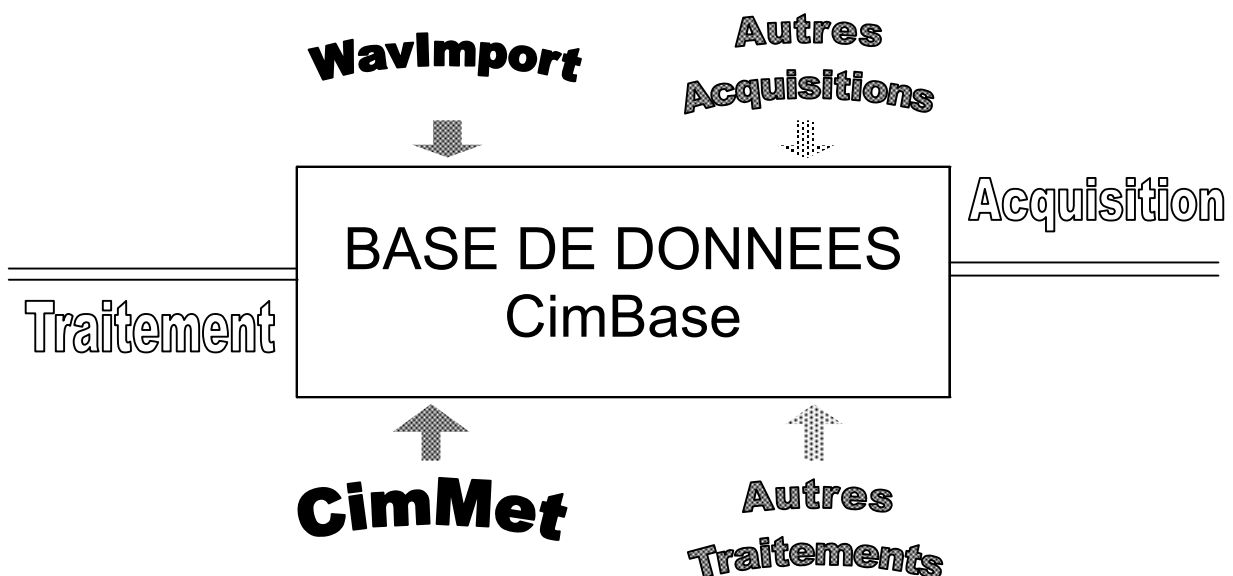 WavImport
Autres
Acquisitions
Acquisition
BASE DE DONNEES
CimBase
Traitement
CimMet
Autres
Traitements